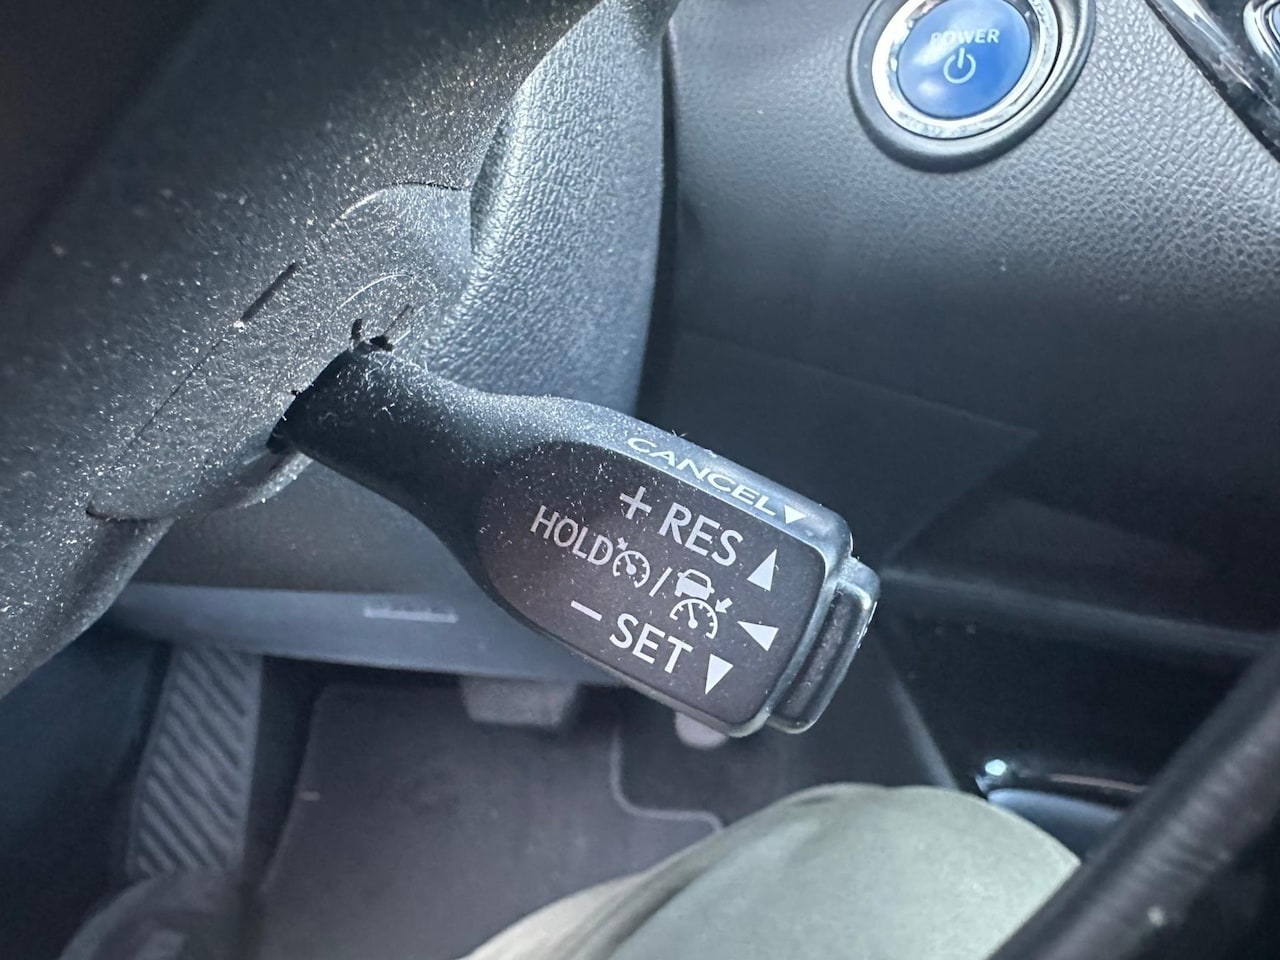 POWER
CANCEL▼
+ RES ▲
HOLD / ◀
− SET ▼